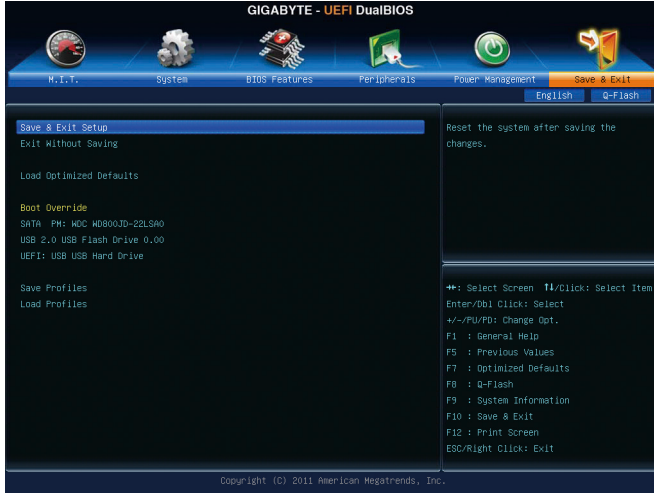 GIGABYTE - UEFI DualBIOS
M.I.T.
System
BIOS Features
Peripherals
Power Management
Save & Exit
English
Q-Flash
Save & Exit Setup
Exit Without Saving
Load Optimized Defaults
Boot Override
SATA PM: WDC WD800JD-22LSA0
USB 2.0 USB Flash Drive 0.00
UEFI: USB USB Hard Drive
Save Profiles
Load Profiles
Reset the system after saving the
changes.
→←: Select Screen ↑↓/Click: Select Item
Enter/Dbl Click: Select
+/-/PU/PD: Change Opt.
F1 : General Help
F5 : Previous Values
F7 : Optimized Defaults
F8 : Q-Flash
F9 : System Information
F10 : Save & Exit
F12 : Print Screen
ESC/Right Click: Exit
Copyright (C) 2011 American Megatrends, Inc.